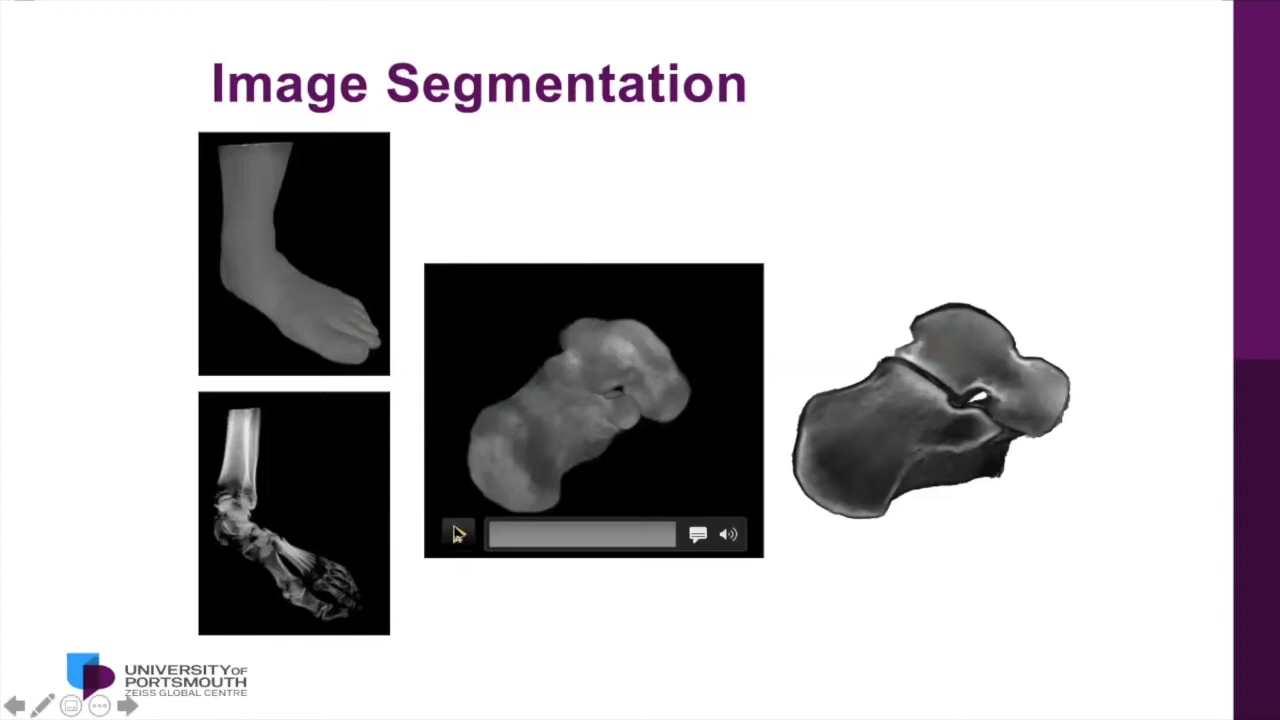 Image Segmentation
UNIVERSITY OF
PORTSMOUTH
ZEISS GLOBAL CENTRE